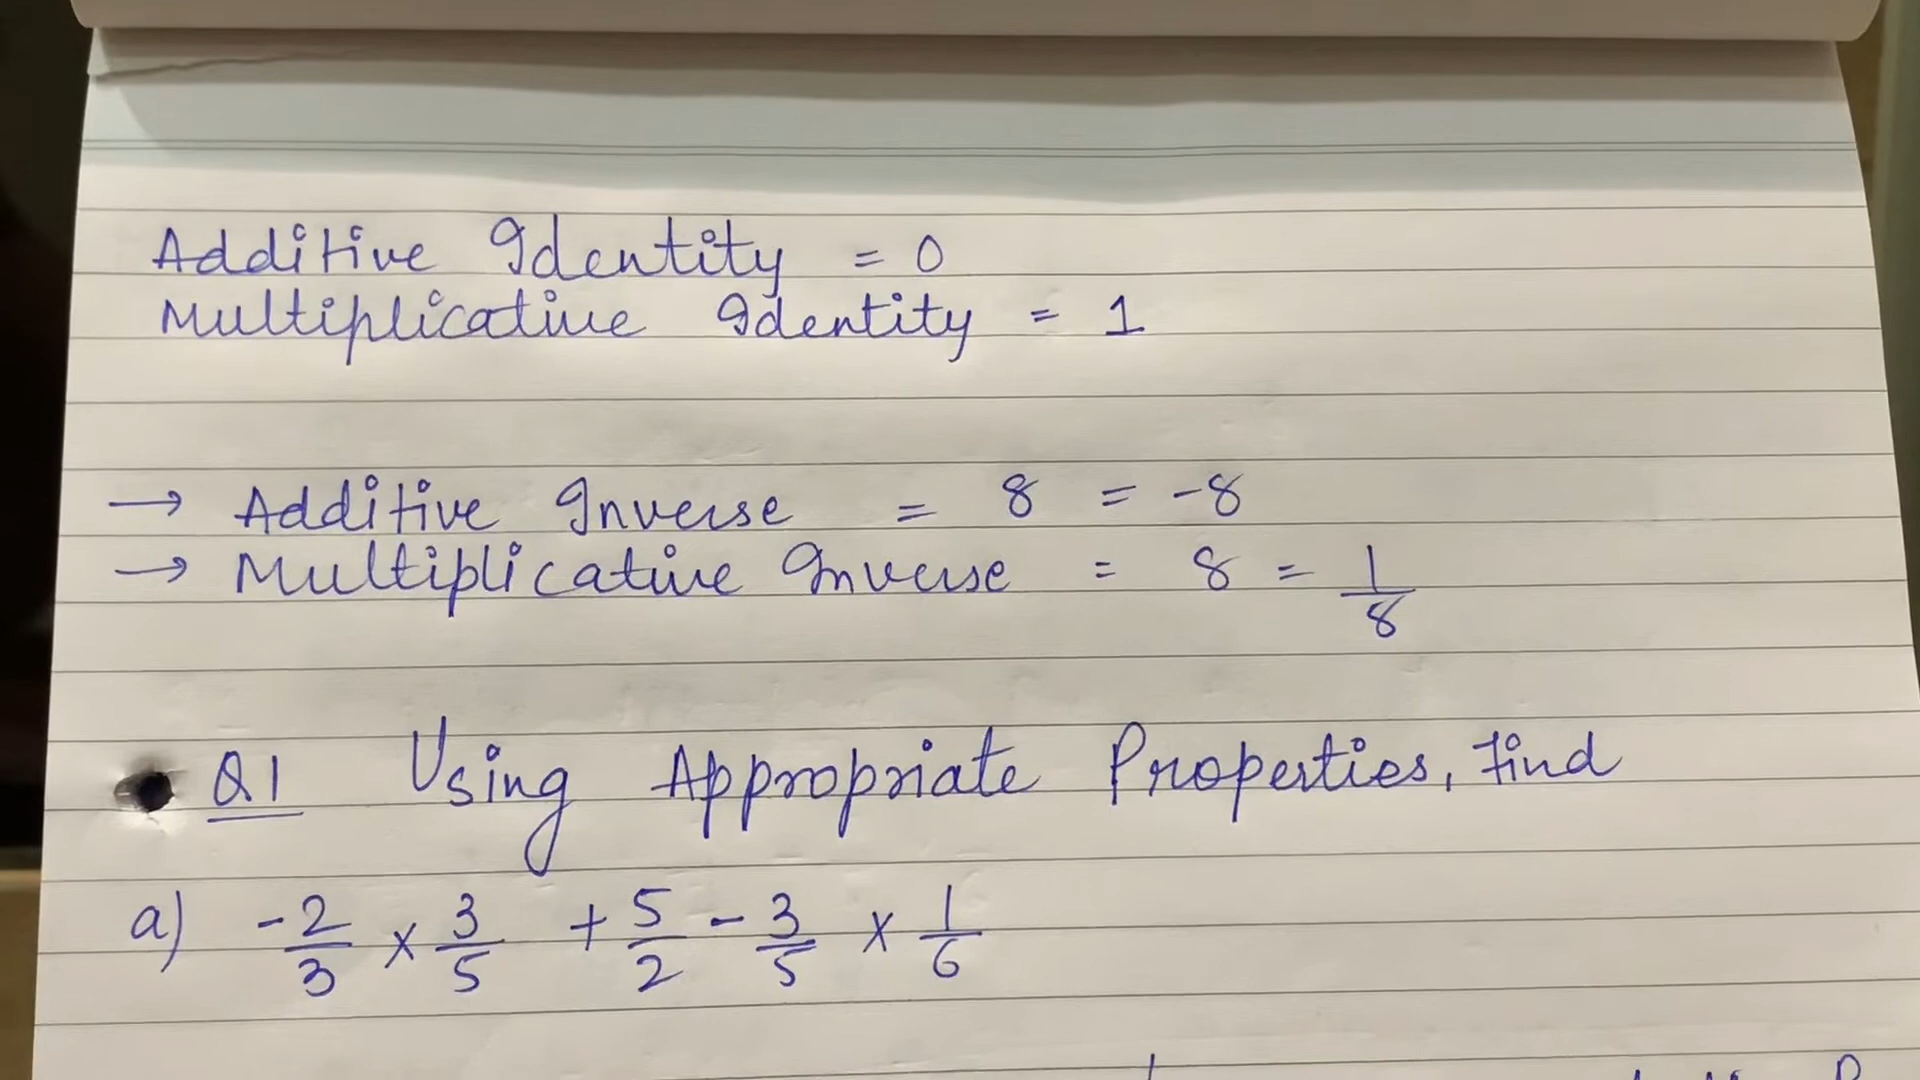 Additive Identity = 0
Multiplicative Identity = 1
→ Additive Inverse = 8 = -8
→ Multiplicative Inverse = 8 = 1/8
Q1 Using Appropriate Properties, find
a) -2/3 × 3/5 + 5/2 - 3/5 × 1/6